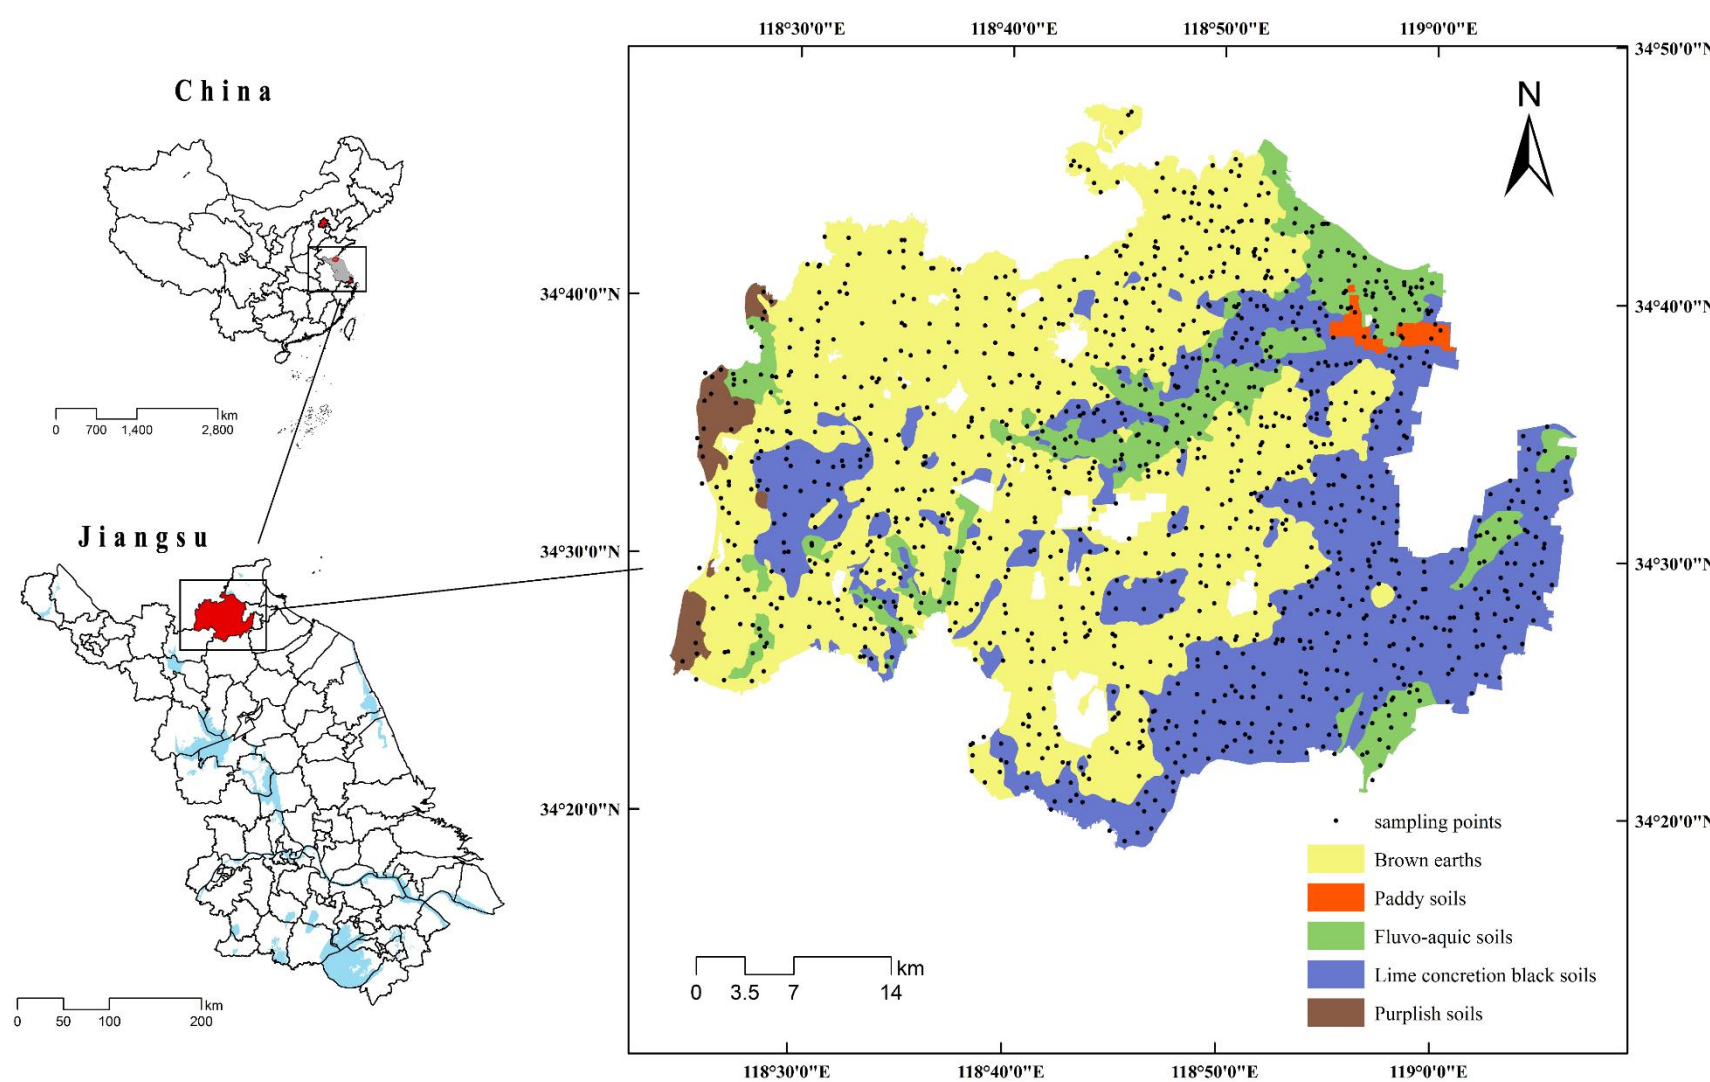 China
0 700 1,400 2,800 km
Jiangsu
0 50 100 200 km
118°30'0"E 118°40'0"E 118°50'0"E 119°0'0"E
34°50'0"N
N
34°40'0"N 34°40'0"N
34°30'0"N 34°30'0"N
34°20'0"N 34°20'0"N
sampling points
Brown earths
Paddy soils
Fluvo-aquic soils
Lime concretion black soils
Purplish soils
km
0 3.5 7 14
118°30'0"E 118°40'0"E 118°50'0"E 119°0'0"E